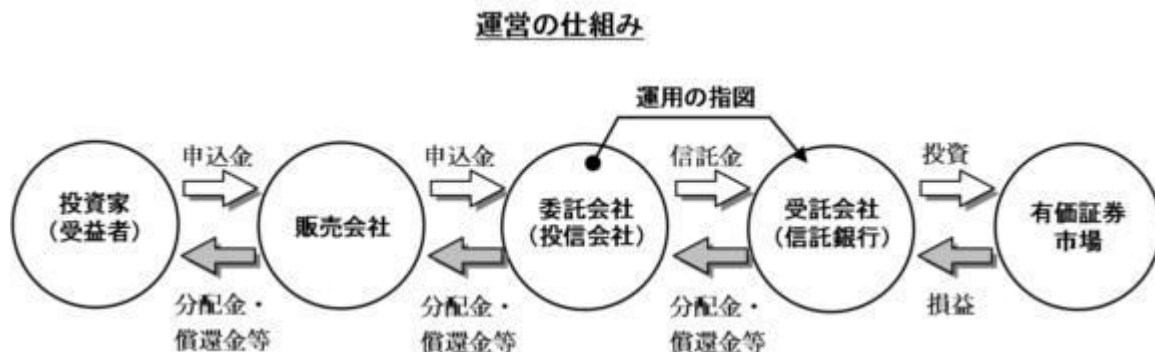 運営の仕組み
運用の指図
申込金
申込金
信託金
投資
投資家
(受益者)
販売会社
委託会社
(投信会社)
受託会社
(信託銀行)
有価証券
市場
分配金・
償還金等
分配金・
償還金等
分配金・
償還金等
損益